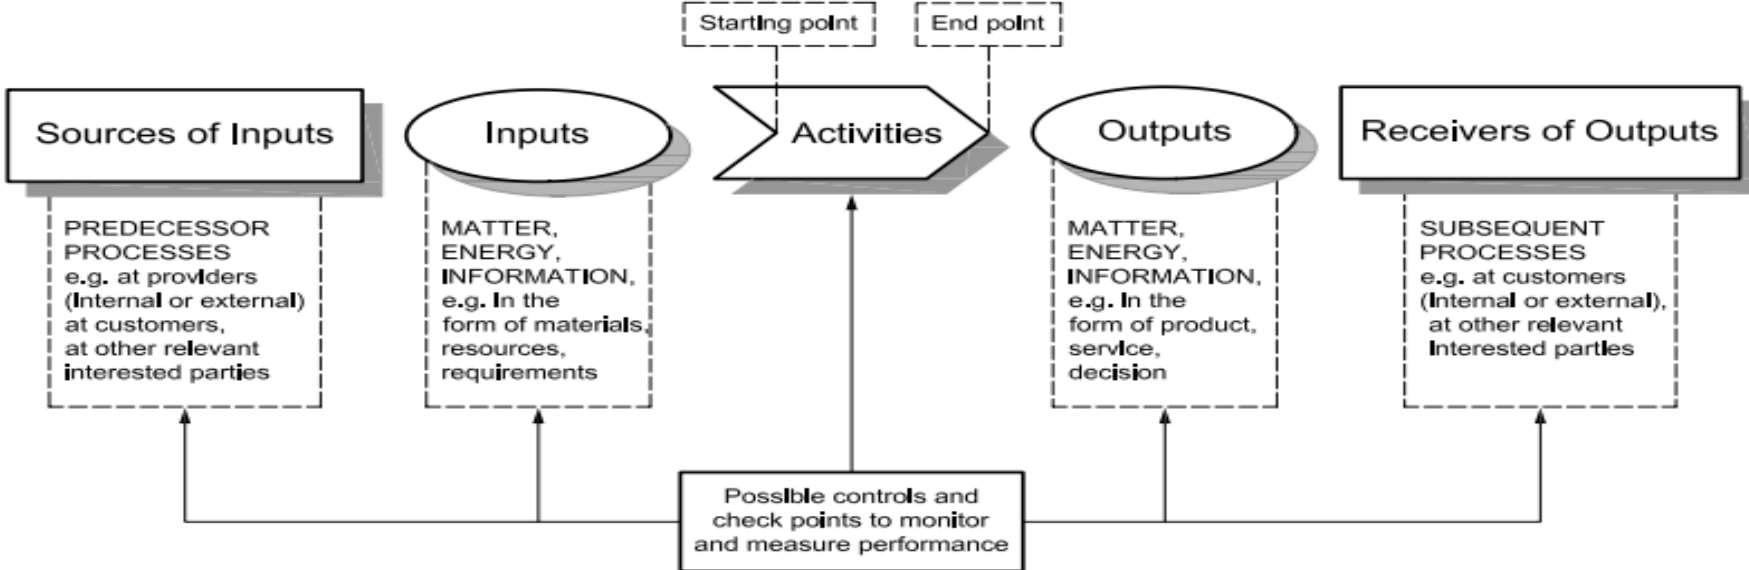 Starting point
End point
Sources of Inputs
Inputs
Activities
Outputs
Receivers of Outputs
PREDECESSOR
PROCESSES
e.g. at providers
(Internal or external)
at customers,
at other relevant
interested parties
MATTER,
ENERGY,
INFORMATION,
e.g. In the
form of materials,
resources,
requirements
MATTER,
ENERGY,
INFORMATION,
e.g. In the
form of product,
service,
decision
SUBSEQUENT
PROCESSES
e.g. at customers
(Internal or external),
at other relevant
Interested parties
Possible controls and
check points to monitor
and measure performance